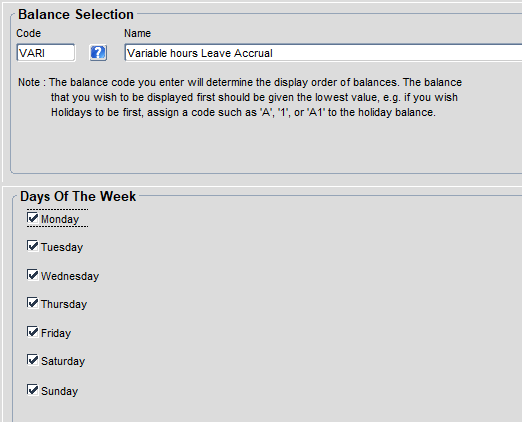 Balance Selection
Code Name
VARI ? Variable hours Leave Accrual
Note : The balance code you enter will determine the display order of balances. The balance
that you wish to be displayed first should be given the lowest value, e.g. if you wish
Holidays to be first, assign a code such as 'A', '1', or 'A1' to the holiday balance.
Days Of The Week
Monday
Tuesday
Wednesday
Thursday
Friday
Saturday
Sunday